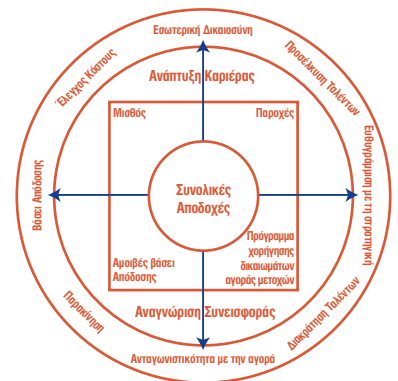 Εσωτερική Δικαιοσύνη
Έλεγχος Κόστους
Προσέλκυση Ταλέντων
Ανάπτυξη Καριέρας
Μισθός
Παροχές
Βάσει Απόδοσης
Ευθυγράμμιση με τη στρατηγική
Συνολικές
Αποδοχές
Αμοιβές βάσει
Απόδοσης
Πρόγραμμα
χορήγησης
δικαιωμάτων
αγοράς μετοχών
Αναγνώριση Συνεισφοράς
Παρακίνηση
Διακράτηση Ταλέντων
Ανταγωνιστικότητα με την αγορά